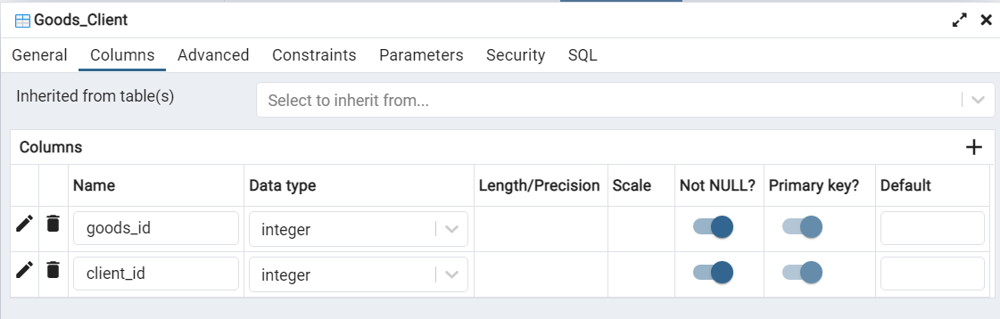 Goods_Client
General Columns Advanced Constraints Parameters Security SQL
Inherited from table(s) Select to inherit from...
Columns
Name Data type Length/Precision Scale Not NULL? Primary key? Default
goods_id integer
client_id integer